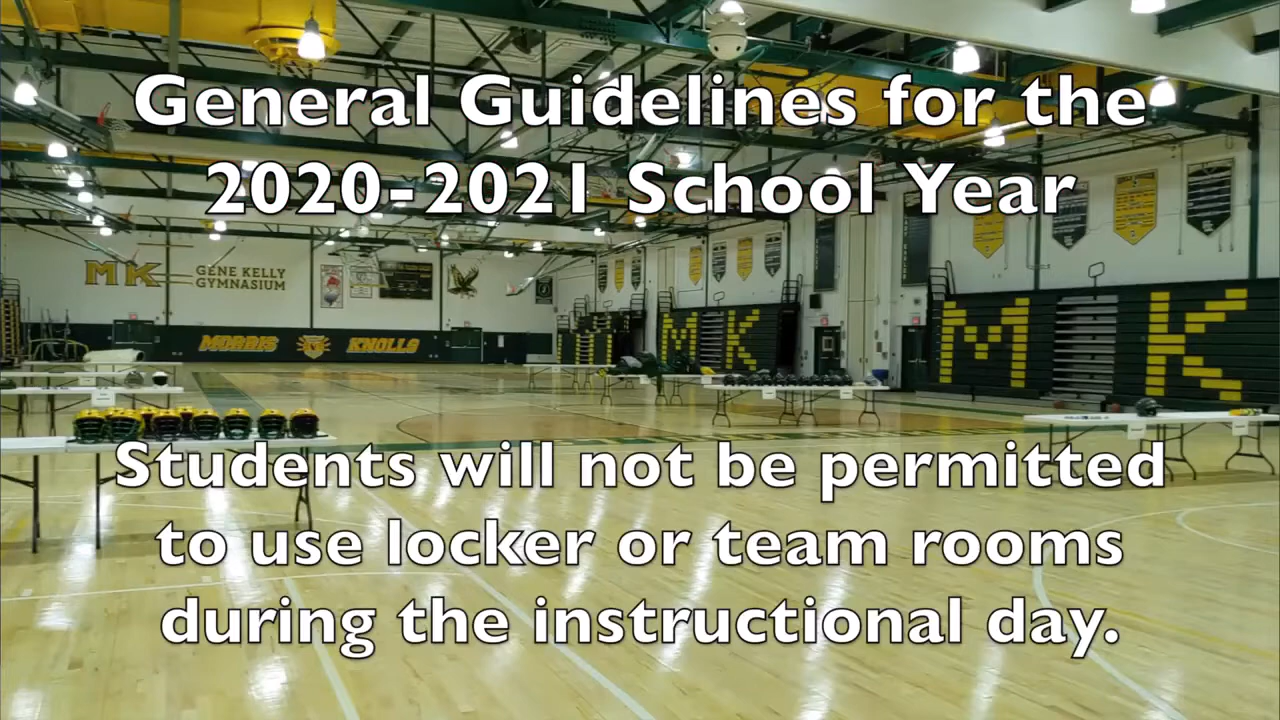 General Guidelines for the
2020-2021 School Year
MK
GENE KELLY
GYMNASIUM
MORRIS KNOLLS
MK
MK
Students will not be permitted
to use locker or team rooms
during the instructional day.